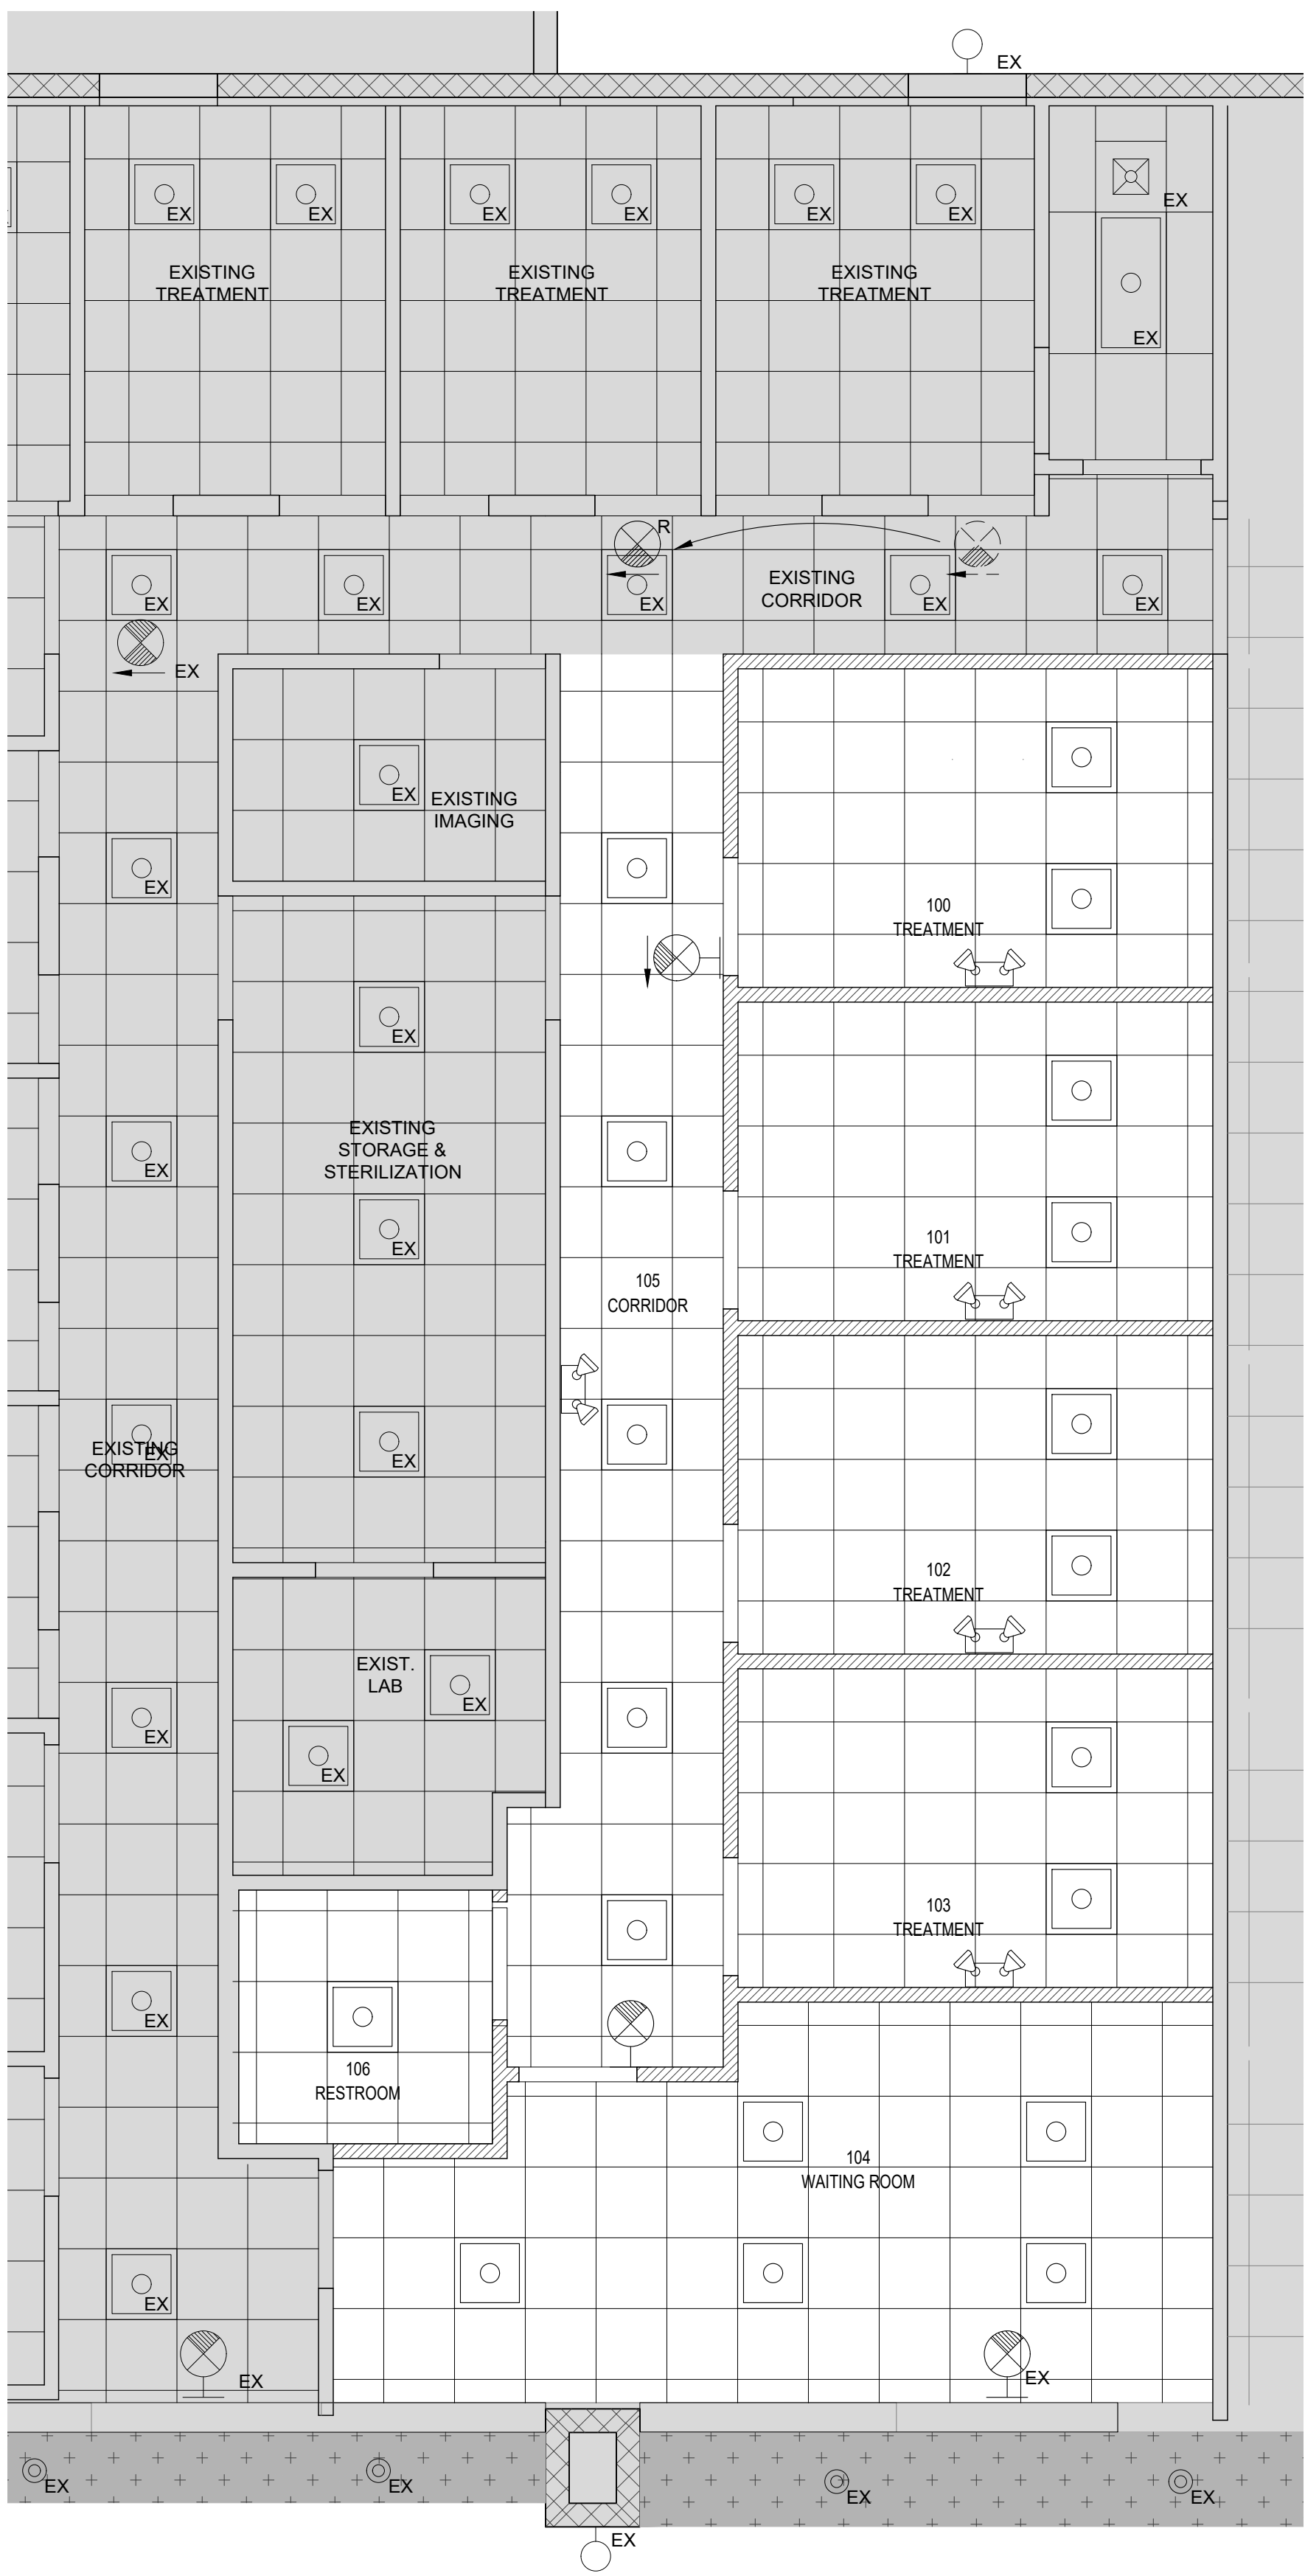 EX
EX
EX
EX
EX
EX
EX
EX
EXISTING
TREATMENT
EXISTING
TREATMENT
EXISTING
TREATMENT
EX
R
EXISTING
CORRIDOR
EX
EX
EX
EX
EX
EX
EX
EXISTING
IMAGING
EX
100
TREATMENT
EX
EXISTING
STORAGE &
STERILIZATION
EX
101
TREATMENT
EX
105
CORRIDOR
EXISTING
CORRIDOR
EX
EX
102
TREATMENT
EXIST.
LAB
EX
EX
EX
103
TREATMENT
EX
106
RESTROOM
104
WAITING ROOM
EX
EX
EX
EX
EX
EX
EX
EX